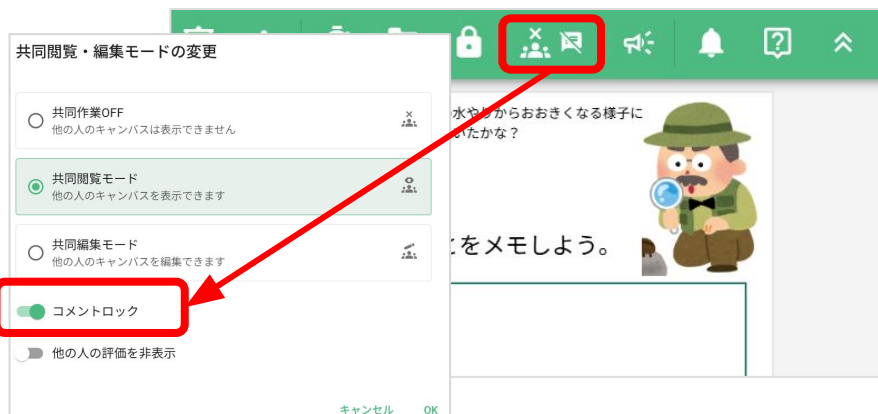 共同閲覧・編集モードの変更
共同作業OFF
他の人のキャンバスは表示できません
共同閲覧モード
他の人のキャンバスを表示できます
共同編集モード
他の人のキャンバスを編集できます
コメントロック
他の人の評価を非表示
キャンセル OK
水やりからおおきくなる様子に
いたかな？
とをメモしよう。